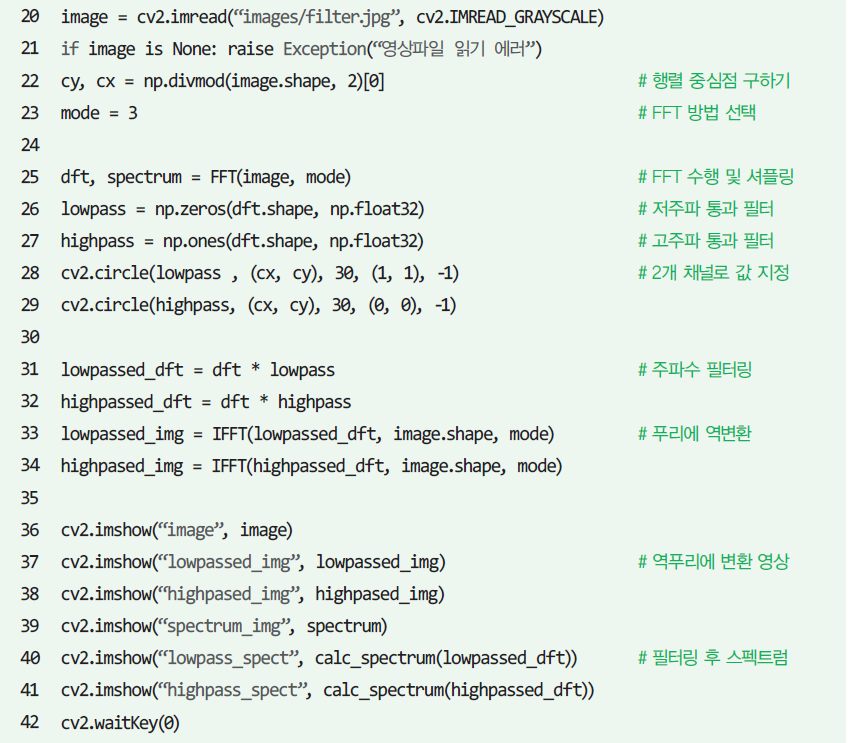 20 image = cv2.imread(“images/filter.jpg”, cv2.IMREAD_GRAYSCALE)
21 if image is None: raise Exception(“영상파일 읽기 에러”)
22 cy, cx = np.divmod(image.shape, 2)[0] # 행렬 중심점 구하기
23 mode = 3 # FFT 방법 선택
24
25 dft, spectrum = FFT(image, mode) # FFT 수행 및 셔플링
26 lowpass = np.zeros(dft.shape, np.float32) # 저주파 통과 필터
27 highpass = np.ones(dft.shape, np.float32) # 고주파 통과 필터
28 cv2.circle(lowpass , (cx, cy), 30, (1, 1), -1) # 2개 채널로 값 지정
29 cv2.circle(highpass, (cx, cy), 30, (0, 0), -1)
30
31 lowpassed_dft = dft * lowpass # 주파수 필터링
32 highpassed_dft = dft * highpass
33 lowpassed_img = IFFT(lowpassed_dft, image.shape, mode) # 푸리에 역변환
34 highpased_img = IFFT(highpassed_dft, image.shape, mode)
35
36 cv2.imshow(“image”, image)
37 cv2.imshow(“lowpassed_img”, lowpassed_img) # 역푸리에 변환 영상
38 cv2.imshow(“highpased_img”, highpased_img)
39 cv2.imshow(“spectrum_img”, spectrum)
40 cv2.imshow(“lowpass_spect”, calc_spectrum(lowpassed_dft)) # 필터링 후 스펙트럼
41 cv2.imshow(“highpass_spect”, calc_spectrum(highpassed_dft))
42 cv2.waitKey(0)